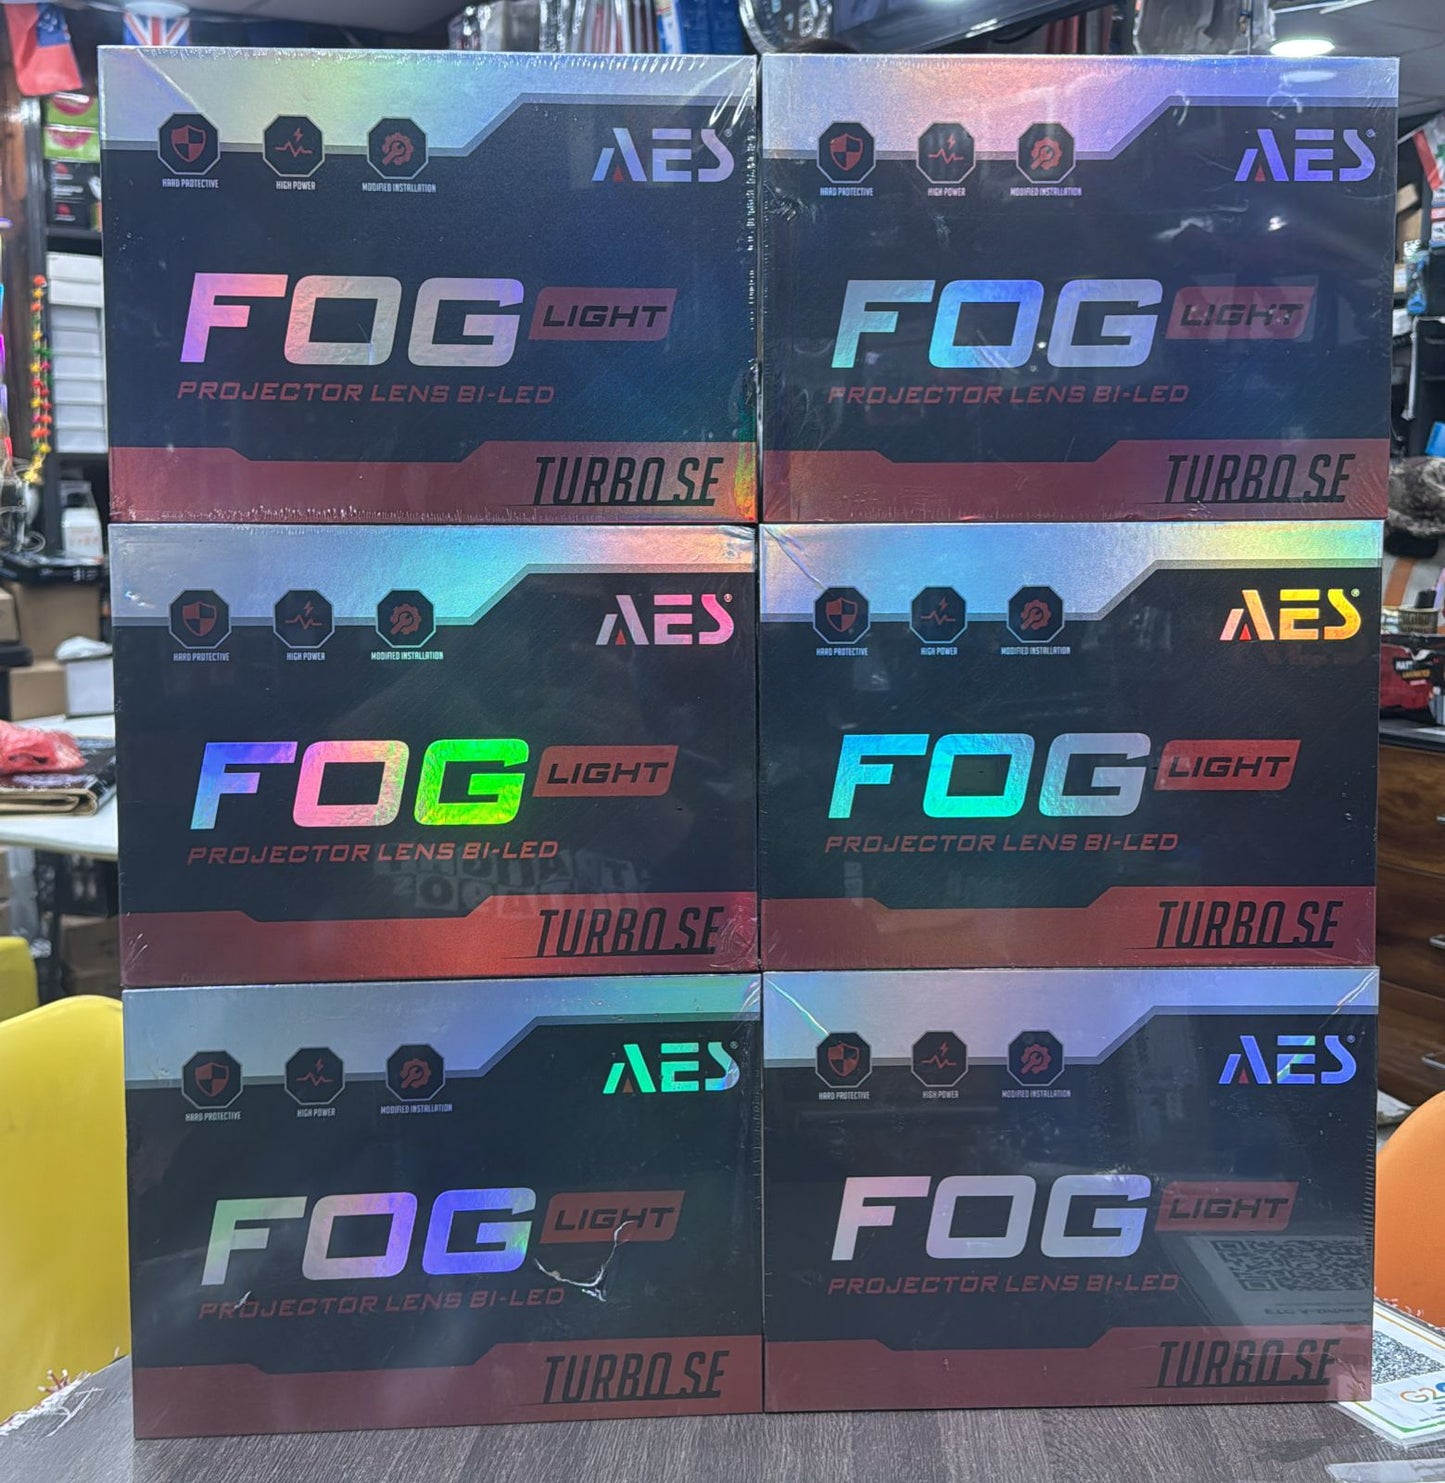 AES®
HARD PROTECTIVE
HIGH POWER
MODIFIED INSTALLATION
FOG LIGHT
PROJECTOR LENS BI-LED
TURBO SE
AES®
HARD PROTECTIVE
HIGH POWER
MODIFIED INSTALLATION
FOG LIGHT
PROJECTOR LENS BI-LED
TURBO SE
AES®
HARD PROTECTIVE
HIGH POWER
MODIFIED INSTALLATION
FOG LIGHT
PROJECTOR LENS BI-LED
TURBO SE
AES®
HARD PROTECTIVE
HIGH POWER
MODIFIED INSTALLATION
FOG LIGHT
PROJECTOR LENS BI-LED
TURBO SE
AES®
HARD PROTECTIVE
HIGH POWER
MODIFIED INSTALLATION
FOG LIGHT
PROJECTOR LENS BI-LED
TURBO SE
AES®
HARD PROTECTIVE
HIGH POWER
MODIFIED INSTALLATION
FOG LIGHT
PROJECTOR LENS BI-LED
TURBO SE